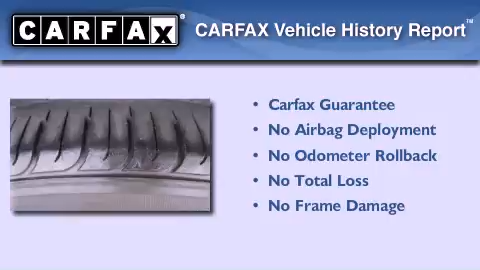 CARFAX® CARFAX Vehicle History Report™
• Carfax Guarantee
• No Airbag Deployment
• No Odometer Rollback
• No Total Loss
• No Frame Damage